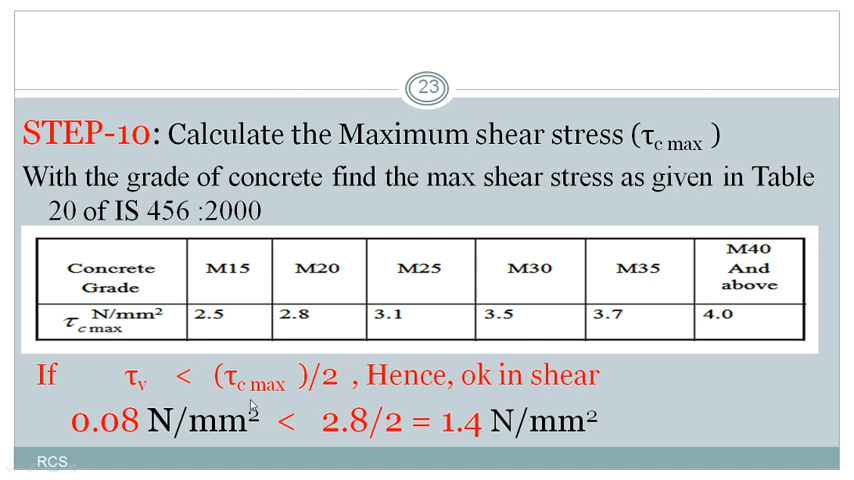 23
STEP-10: Calculate the Maximum shear stress (τc max )
With the grade of concrete find the max shear stress as given in Table
20 of IS 456 :2000
Concrete Grade M15 M20 M25 M30 M35 M40 And above
τc max N/mm² 2.5 2.8 3.1 3.5 3.7 4.0
If τv < (τc max )/2 , Hence, ok in shear
0.08 N/mm² < 2.8/2 = 1.4 N/mm²
RCS